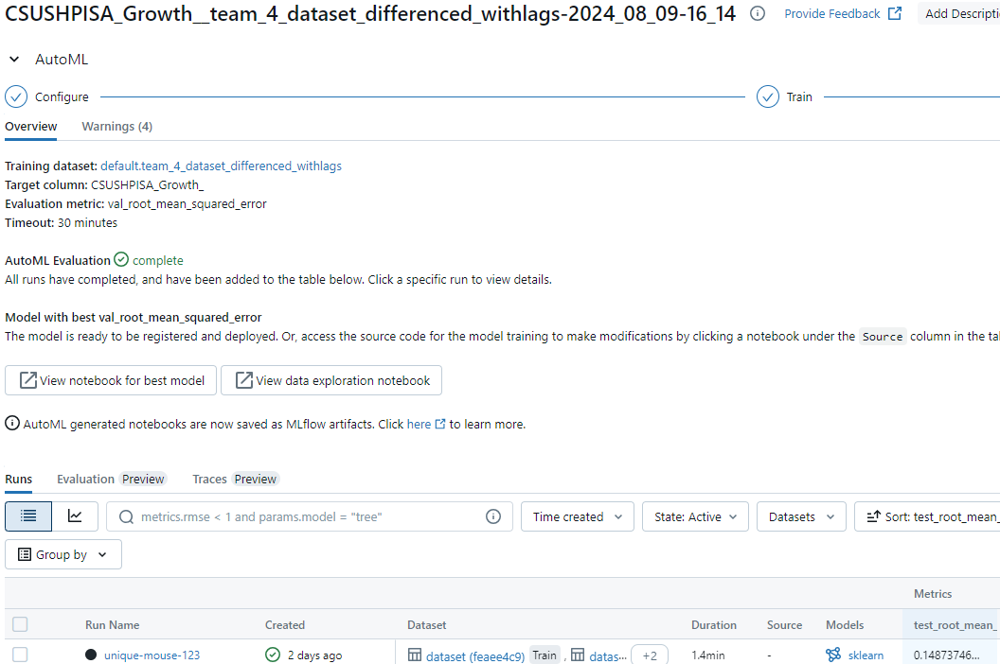 CSUSHPISA_Growth__team_4_dataset_differenced_withlags-2024_08_09-16_14 Provide Feedback Add Descripti
AutoML
Configure Train
Overview Warnings (4)
Training dataset: default.team_4_dataset_differenced_withlags
Target column: CSUSHPISA_Growth_
Evaluation metric: val_root_mean_squared_error
Timeout: 30 minutes
AutoML Evaluation complete
All runs have completed, and have been added to the table below. Click a specific run to view details.
Model with best val_root_mean_squared_error
The model is ready to be registered and deployed. Or, access the source code for the model training to make modifications by clicking a notebook under the Source column in the ta
View notebook for best model View data exploration notebook
AutoML generated notebooks are now saved as MLflow artifacts. Click here to learn more.
Runs Evaluation Preview Traces Preview
metrics.rmse < 1 and params.model = "tree" Time created State: Active Datasets Sort: test_root_mean_
Group by
Metrics
Run Name Created Dataset Duration Source Models test_root_mean_
unique-mouse-123 2 days ago dataset (feaee4c9) Train , datas... +2 1.4min - sklearn 0.14873746...